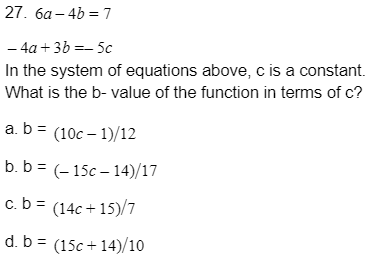 27. 6a – 4b = 7
– 4a + 3b =– 5c
In the system of equations above, c is a constant.
What is the b- value of the function in terms of c?
a. b = (10c – 1)/12
b. b = (– 15c – 14)/17
c. b = (14c + 15)/7
d. b = (15c + 14)/10